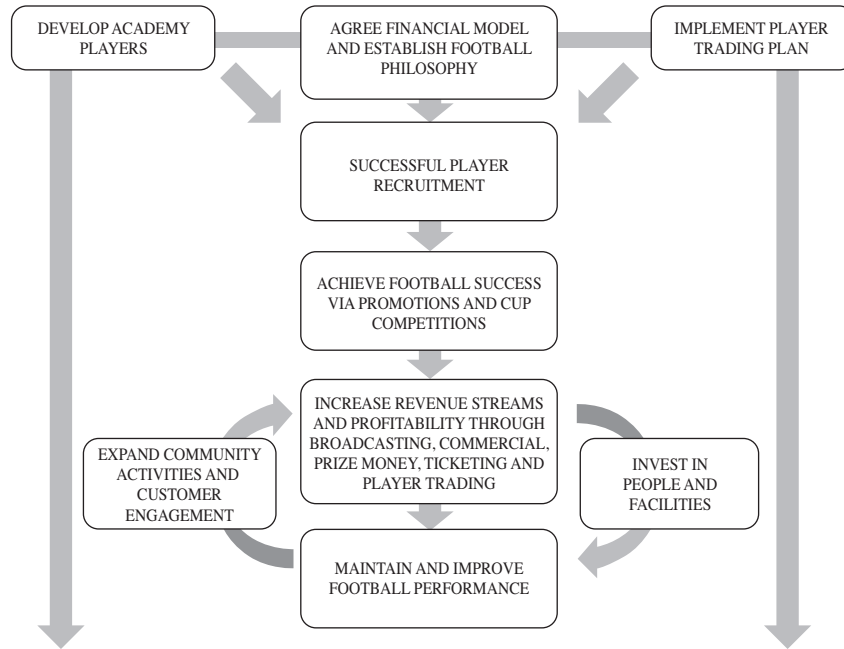 DEVELOP ACADEMY
PLAYERS
AGREE FINANCIAL MODEL
AND ESTABLISH FOOTBALL
PHILOSOPHY
IMPLEMENT PLAYER
TRADING PLAN
SUCCESSFUL PLAYER
RECRUITMENT
ACHIEVE FOOTBALL SUCCESS
VIA PROMOTIONS AND CUP
COMPETITIONS
INCREASE REVENUE STREAMS
AND PROFITABILITY THROUGH
BROADCASTING, COMMERCIAL,
PRIZE MONEY, TICKETING AND
PLAYER TRADING
EXPAND COMMUNITY
ACTIVITIES AND
CUSTOMER
ENGAGEMENT
INVEST IN
PEOPLE AND
FACILITIES
MAINTAIN AND IMPROVE
FOOTBALL PERFORMANCE